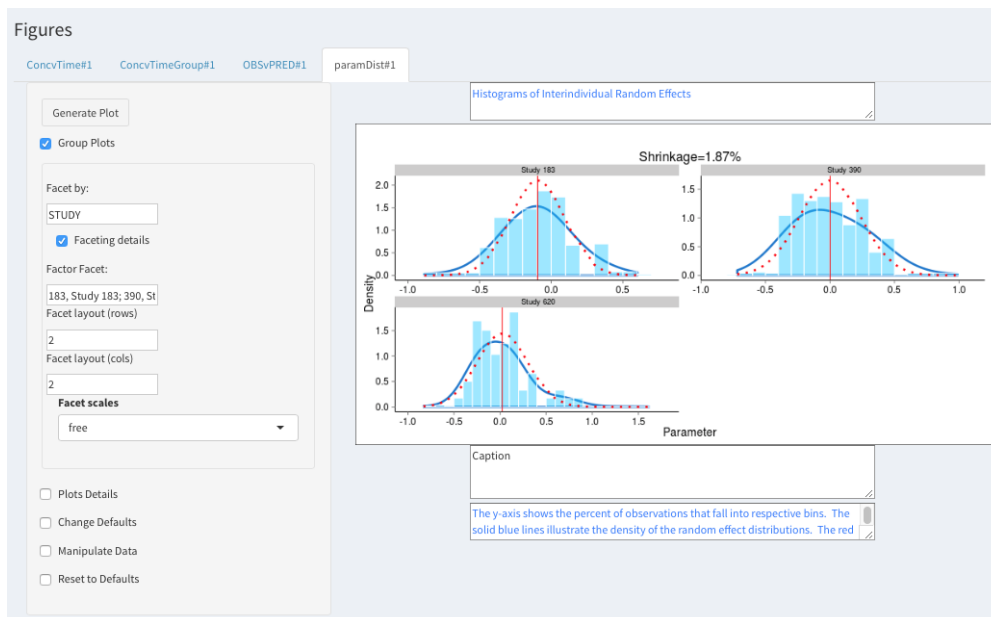 Figures
ConcvTime#1 ConcvTimeGroup#1 OBSvPRED#1 paramDist#1
Generate Plot
Group Plots
Facet by:
STUDY
Faceting details
Factor Facet:
183, Study 183; 390, St
Facet layout (rows)
2
Facet layout (cols)
2
Facet scales
free
Plots Details
Change Defaults
Manipulate Data
Reset to Defaults
Histograms of Interindividual Random Effects
Shrinkage=1.87%
Study 183 Study 390
2.0
1.5
1.0
0.5
0.0
-1.0 -0.5 0.0 0.5
1.5
1.0
0.5
0.0
-1.0 -0.5 0.0 0.5 1.0
Density
Study 620
1.5
1.0
0.5
0.0
-1.0 -0.5 0.0 0.5 1.0 1.5
Parameter
Caption
The y-axis shows the percent of observations that fall into respective bins. The
solid blue lines illustrate the density of the random effect distributions. The red